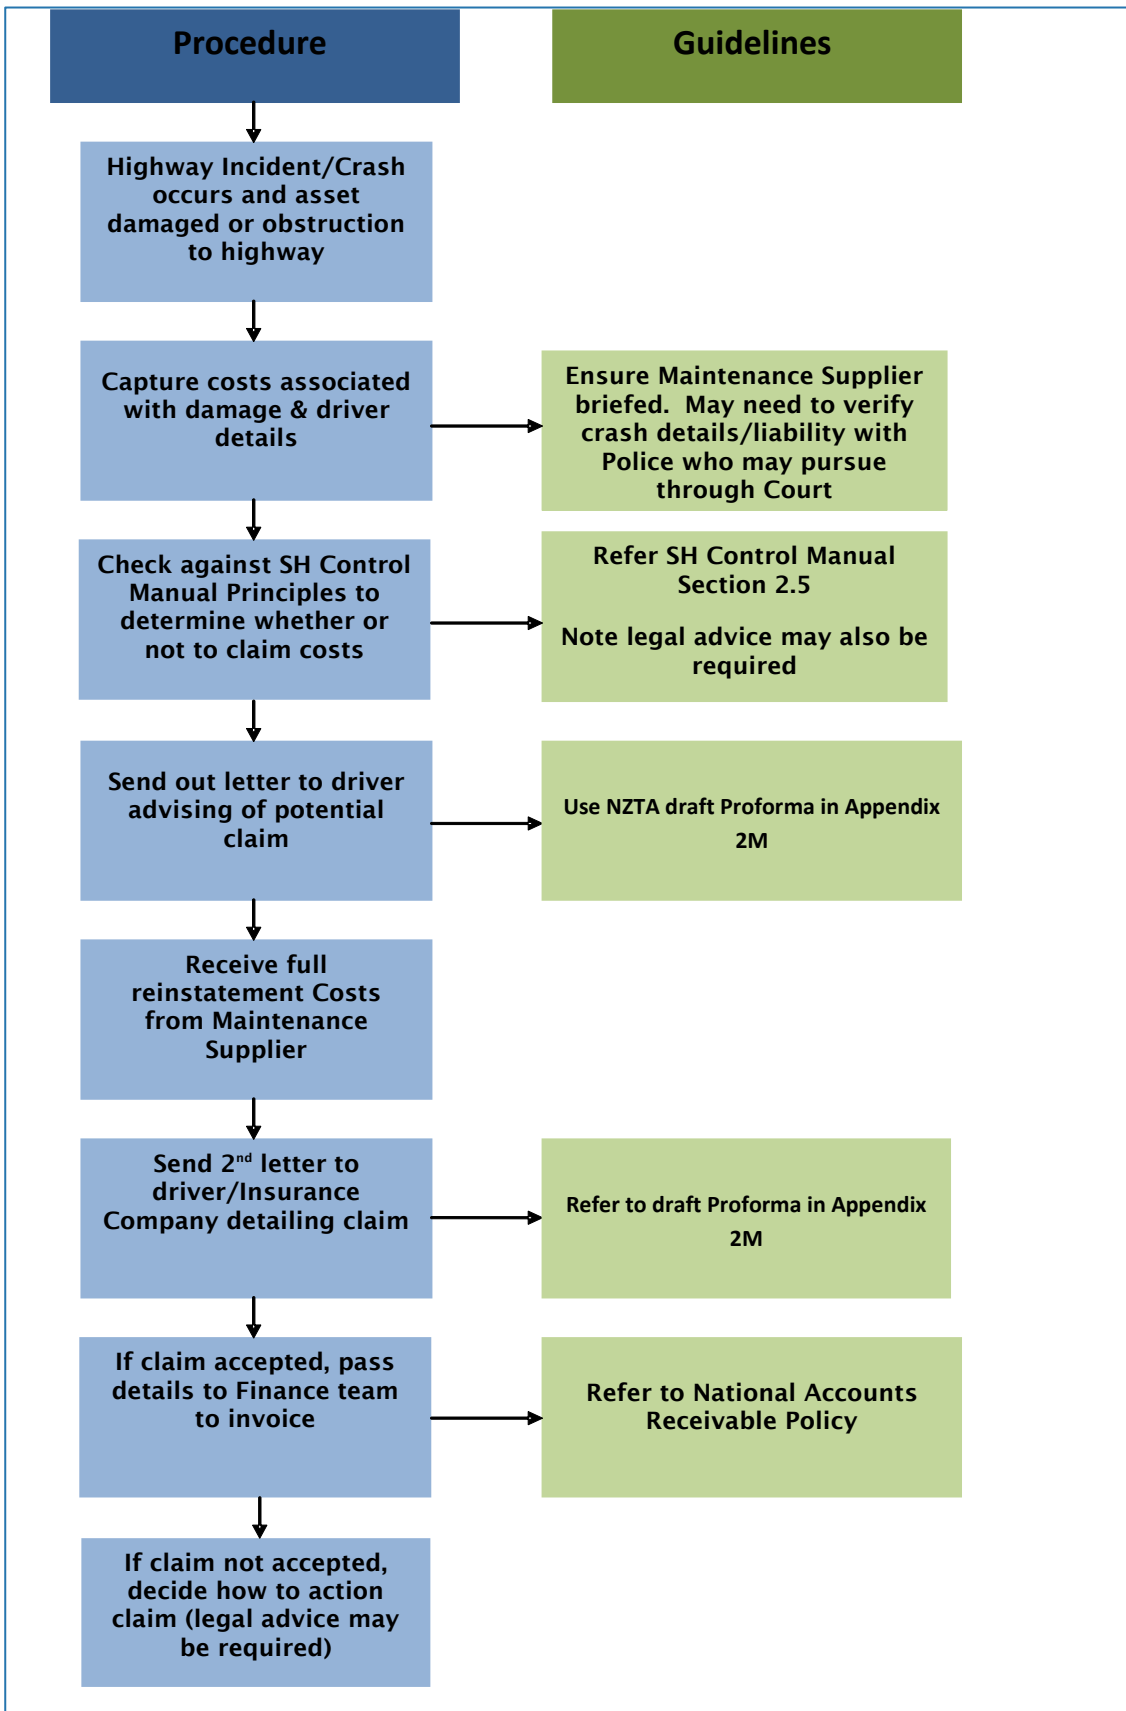 Procedure
Guidelines
Highway Incident/Crash
occurs and asset
damaged or obstruction
to highway
Capture costs associated
with damage & driver
details
Ensure Maintenance Supplier
briefed.  May need to verify
crash details/liability with
Police who may pursue
through Court
Check against SH Control
Manual Principles to
determine whether or
not to claim costs
Refer SH Control Manual
Section 2.5
Note legal advice may also be
required
Send out letter to driver
advising of potential
claim
Use NZTA draft Proforma in Appendix
2M
Receive full
reinstatement Costs
from Maintenance
Supplier
Send 2nd letter to
driver/Insurance
Company detailing claim
Refer to draft Proforma in Appendix
2M
If claim accepted, pass
details to Finance team
to invoice
Refer to National Accounts
Receivable Policy
If claim not accepted,
decide how to action
claim (legal advice may
be required)